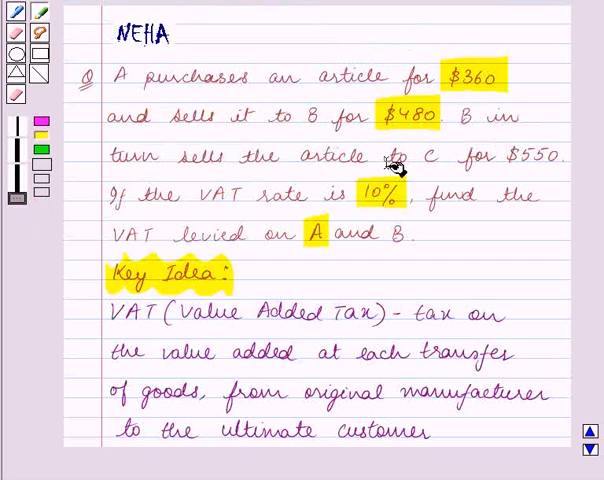 NEHA
Q A purchases an article for $360
and sells it to B for $480. B in
turn sells the article to C for $550.
If the VAT rate is 10%, find the
VAT levied on A and B.
Key Idea:
VAT (Value Added Tax) - tax on
the value added at each transfer
of goods, from original manufacturer
to the ultimate customer